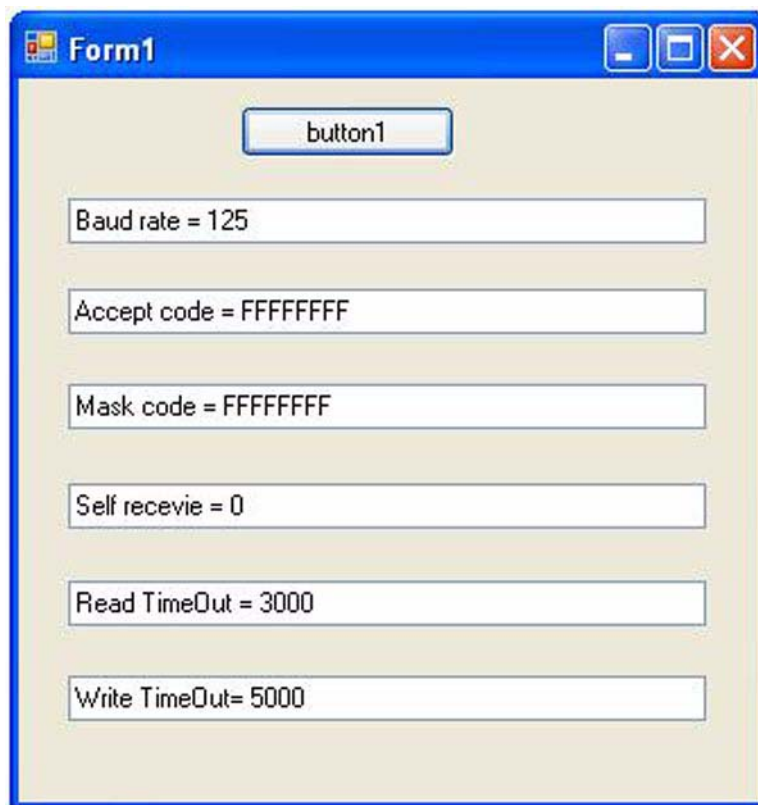 Form1
button1
Baud rate = 125
Accept code = FFFFFFFF
Mask code = FFFFFFFF
Self recevie = 0
Read TimeOut = 3000
Write TimeOut= 5000